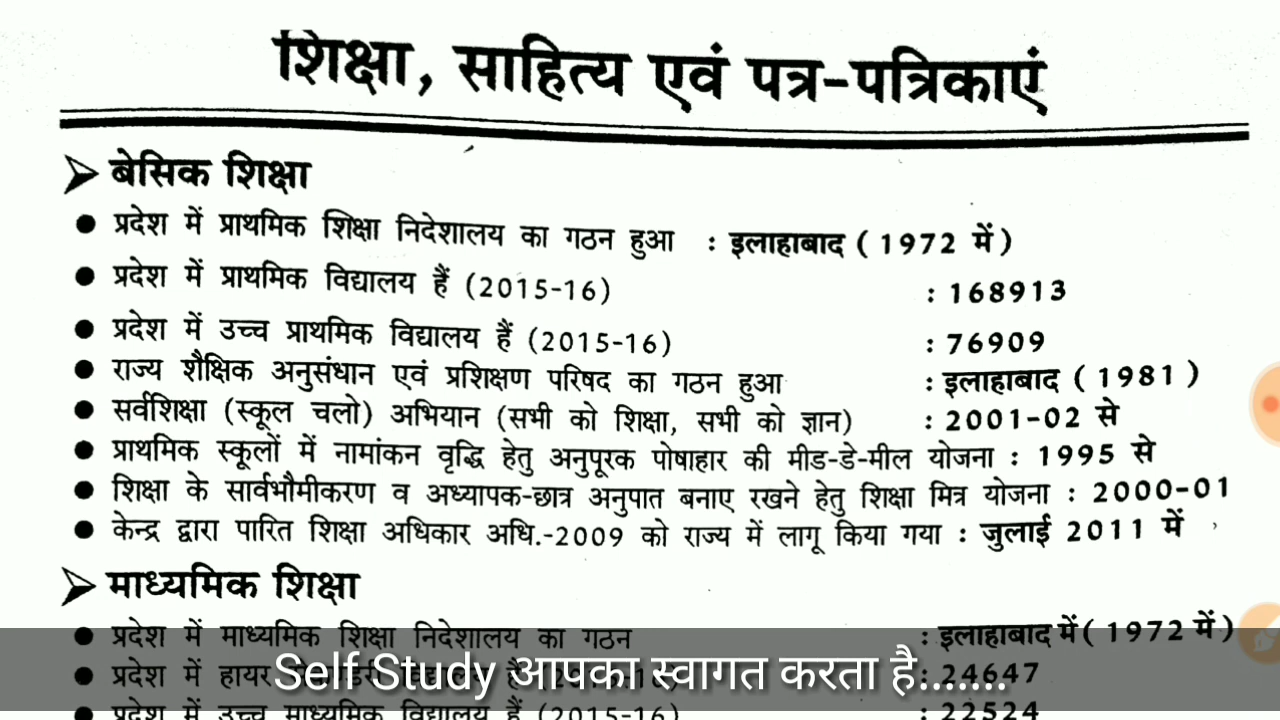 शिक्षा, साहित्य एवं पत्र-पत्रिकाएं
बेसिक शिक्षा
● प्रदेश में प्राथमिक शिक्षा निदेशालय का गठन हुआ : इलाहाबाद ( 1972 में )
● प्रदेश में प्राथमिक विद्यालय हैं (2015-16) : 168913
● प्रदेश में उच्च प्राथमिक विद्यालय हैं (2015-16) : 76909
● राज्य शैक्षिक अनुसंधान एवं प्रशिक्षण परिषद का गठन हुआ : इलाहाबाद ( 1981 )
● सर्वशिक्षा (स्कूल चलो) अभियान (सभी को शिक्षा, सभी को ज्ञान) : 2001-02 से
● प्राथमिक स्कूलों में नामांकन वृद्धि हेतु अनुपूरक पोषाहार की मीड-डे-मील योजना : 1995 से
● शिक्षा के सार्वभौमीकरण व अध्यापक-छात्र अनुपात बनाए रखने हेतु शिक्षा मित्र योजना : 2000-01
● केन्द्र द्वारा पारित शिक्षा अधिकार अधि.-2009 को राज्य में लागू किया गया : जुलाई 2011 में
माध्यमिक शिक्षा
● प्रदेश में माध्यमिक शिक्षा निदेशालय का गठन : इलाहाबाद में ( 1972 में )
● प्रदेश में हायर : 24647
Self Study आपका स्वागत करता है.......
● प्रदेश में उच्च माध्यमिक विद्यालय हैं (2015-16) : 22524